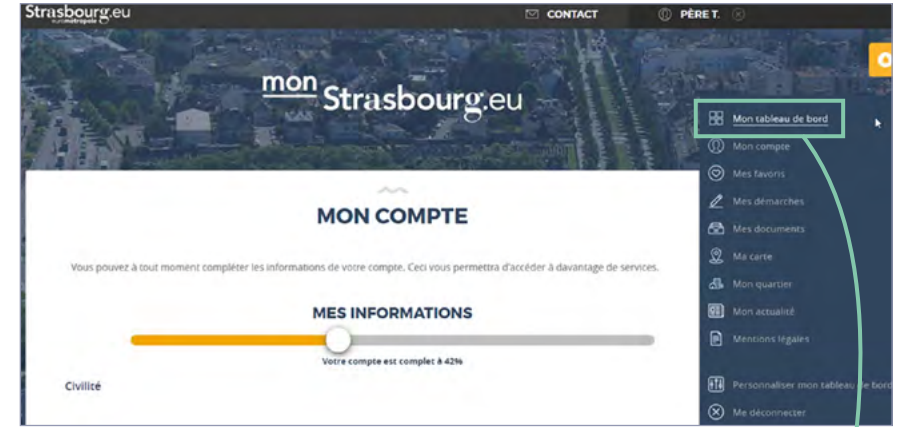 Strasbourg.eu
eurométropole
CONTACT
PÈRE T.
mon Strasbourg.eu
MON COMPTE
Vous pouvez à tout moment compléter les informations de votre compte. Ceci vous permettra d'accéder à davantage de services.
MES INFORMATIONS
Votre compte est complet à 42%
Civilité
Mon tableau de bord
Mon compte
Mes favoris
Mes démarches
Mes documents
Ma carte
Mon quartier
Mon actualité
Mentions légales
Personnaliser mon tableau de bord
Me déconnecter